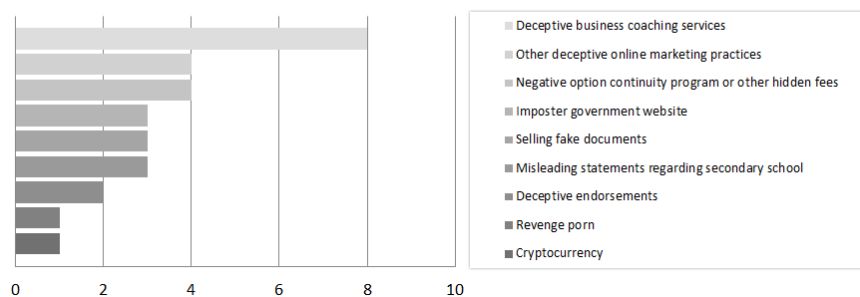 Deceptive business coaching services
Other deceptive online marketing practices
Negative option continuity program or other hidden fees
Imposter government website
Selling fake documents
Misleading statements regarding secondary school
Deceptive endorsements
Revenge porn
Cryptocurrency
0 2 4 6 8 10